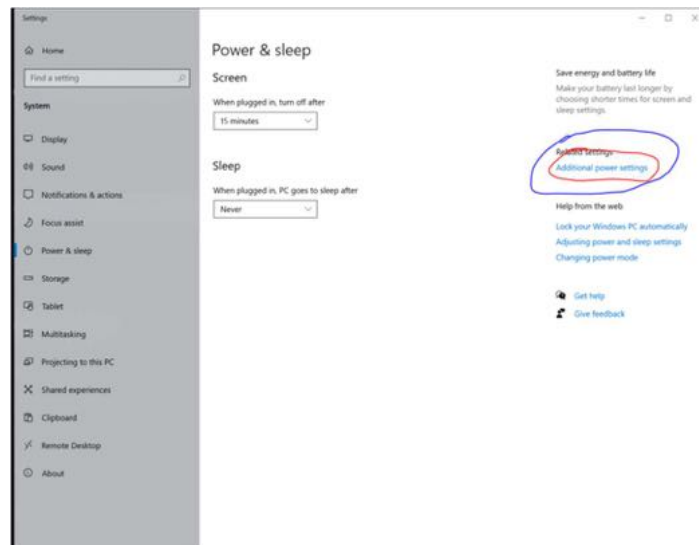 Settings
Home
Find a setting
System
Display
Sound
Notifications & actions
Focus assist
Power & sleep
Storage
Tablet
Multitasking
Projecting to this PC
Shared experiences
Clipboard
Remote Desktop
About
Power & sleep
Screen
When plugged in, turn off after
15 minutes
Sleep
When plugged in, PC goes to sleep after
Never
Save energy and battery life
Make your battery last longer by
choosing shorter times for screen and
sleep settings.
Related settings
Additional power settings
Help from the web
Lock your Windows PC automatically
Adjusting power and sleep settings
Changing power mode
Get help
Give feedback